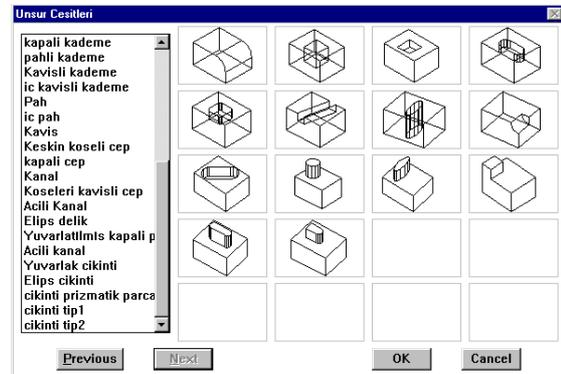 Unsur Cesitleri
kapali kademe
pahli kademe
Kavisli kademe
ic kavisli kademe
Pah
ic pah
Kavis
Keskin koseli cep
kapali cep
Kanal
Koseleri kavisli cep
Acili Kanal
Elips delik
Yuvarlatilmis kapali p
Acili kanal
Yuvarlak cikinti
Elips cikinti
cikinti prizmatik parca
cikinti tip1
cikinti tip2
Previous
Next
OK
Cancel